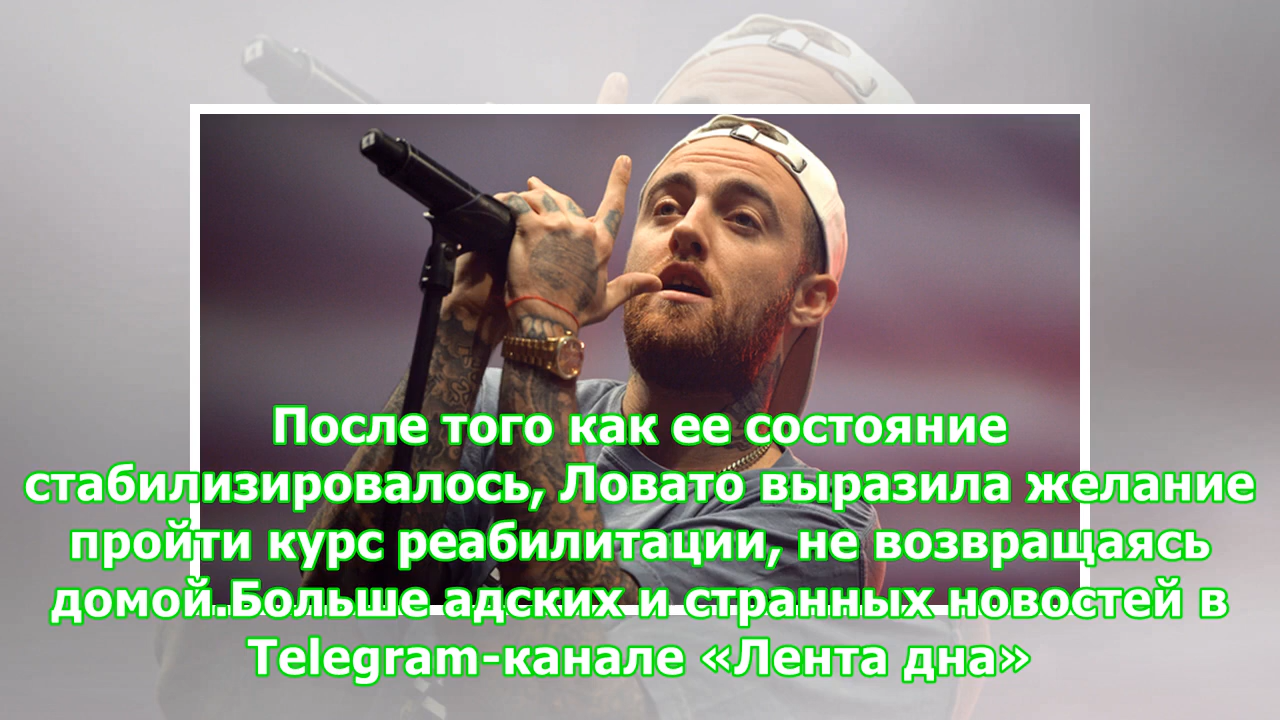 После того как ее состояние
стабилизировалось, Ловато выразила желание
пройти курс реабилитации, не возвращаясь
домой.Больше адских и странных новостей в
Telegram-канале «Лента дна»